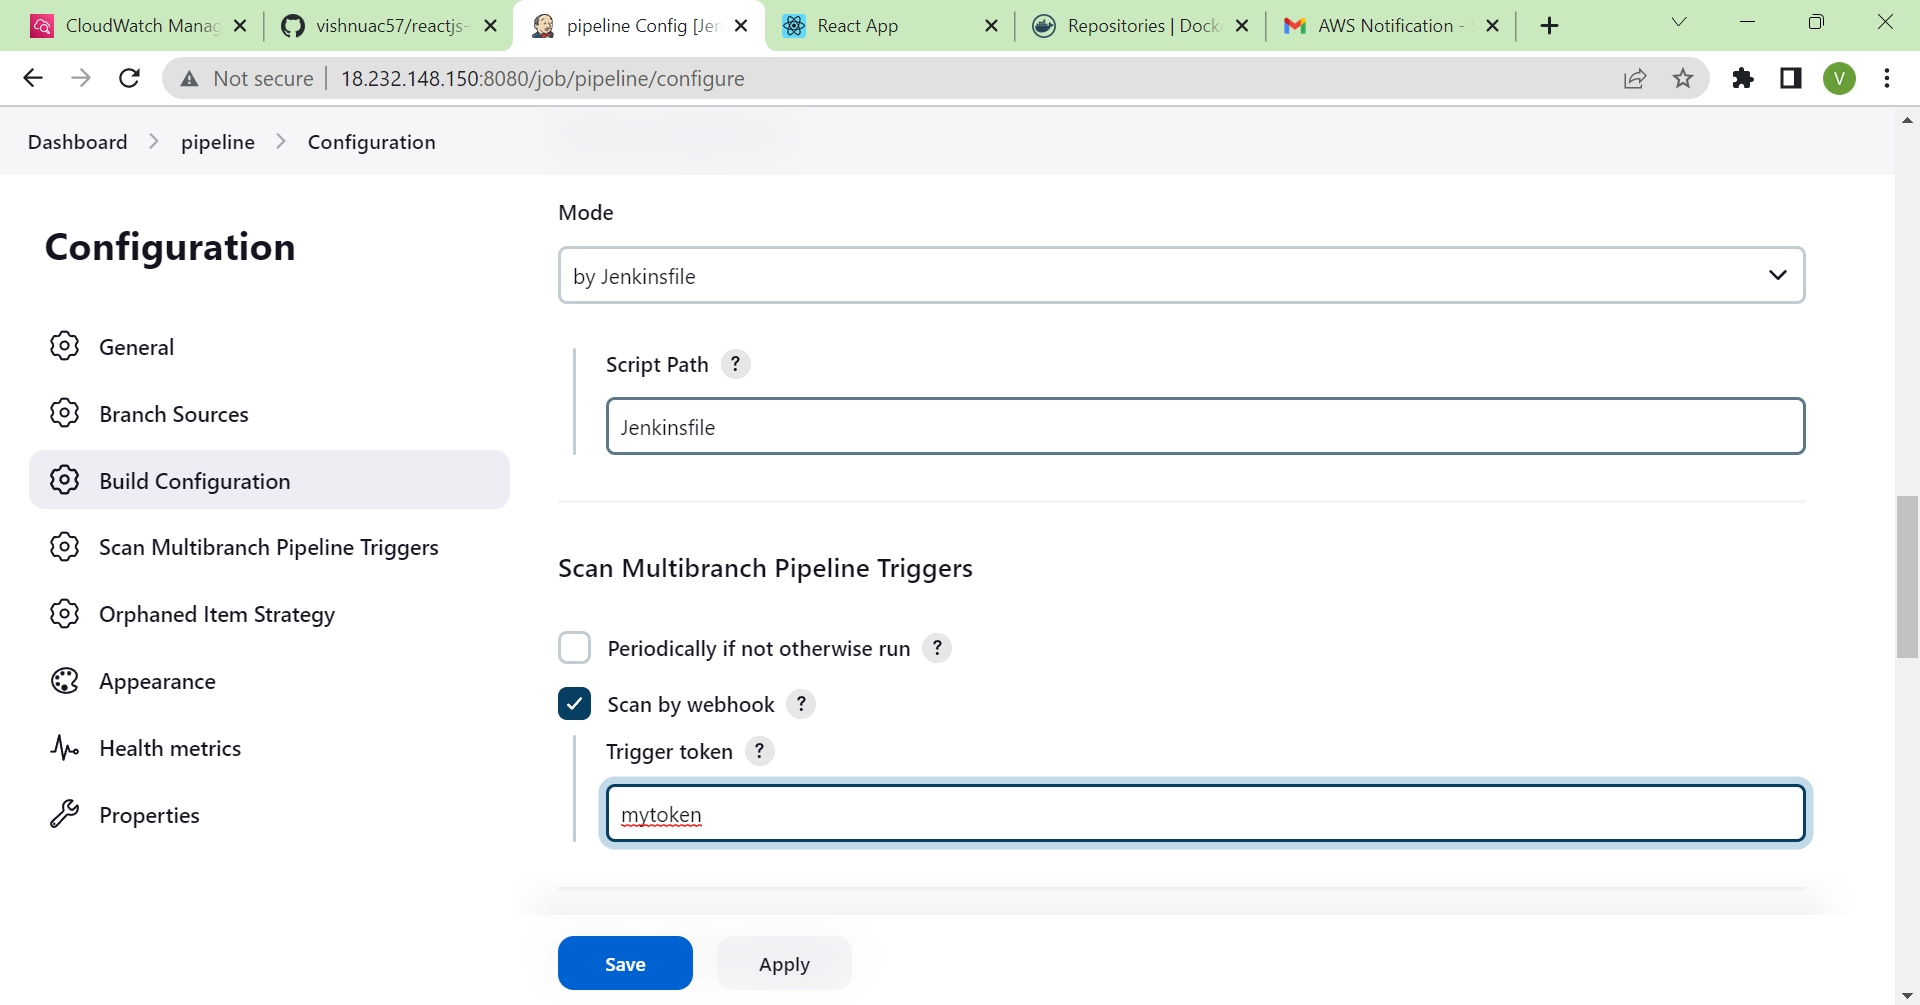 CloudWatch Manag
vishnuac57/reactjs-
pipeline Config [Jen
React App
Repositories | Dock
AWS Notification -
Not secure
18.232.148.150:8080/job/pipeline/configure
V
Dashboard
pipeline
Configuration
Configuration
General
Branch Sources
Build Configuration
Scan Multibranch Pipeline Triggers
Orphaned Item Strategy
Appearance
Health metrics
Properties
Mode
by Jenkinsfile
Script Path ?
Jenkinsfile
Scan Multibranch Pipeline Triggers
Periodically if not otherwise run ?
Scan by webhook ?
Trigger token ?
mytoken
Save
Apply